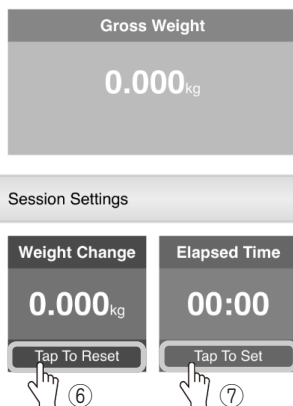 Gross Weight
0.000kg
Session Settings
Weight Change Elapsed Time
0.000kg 00:00
Tap To Reset Tap To Set
⑥ ⑦